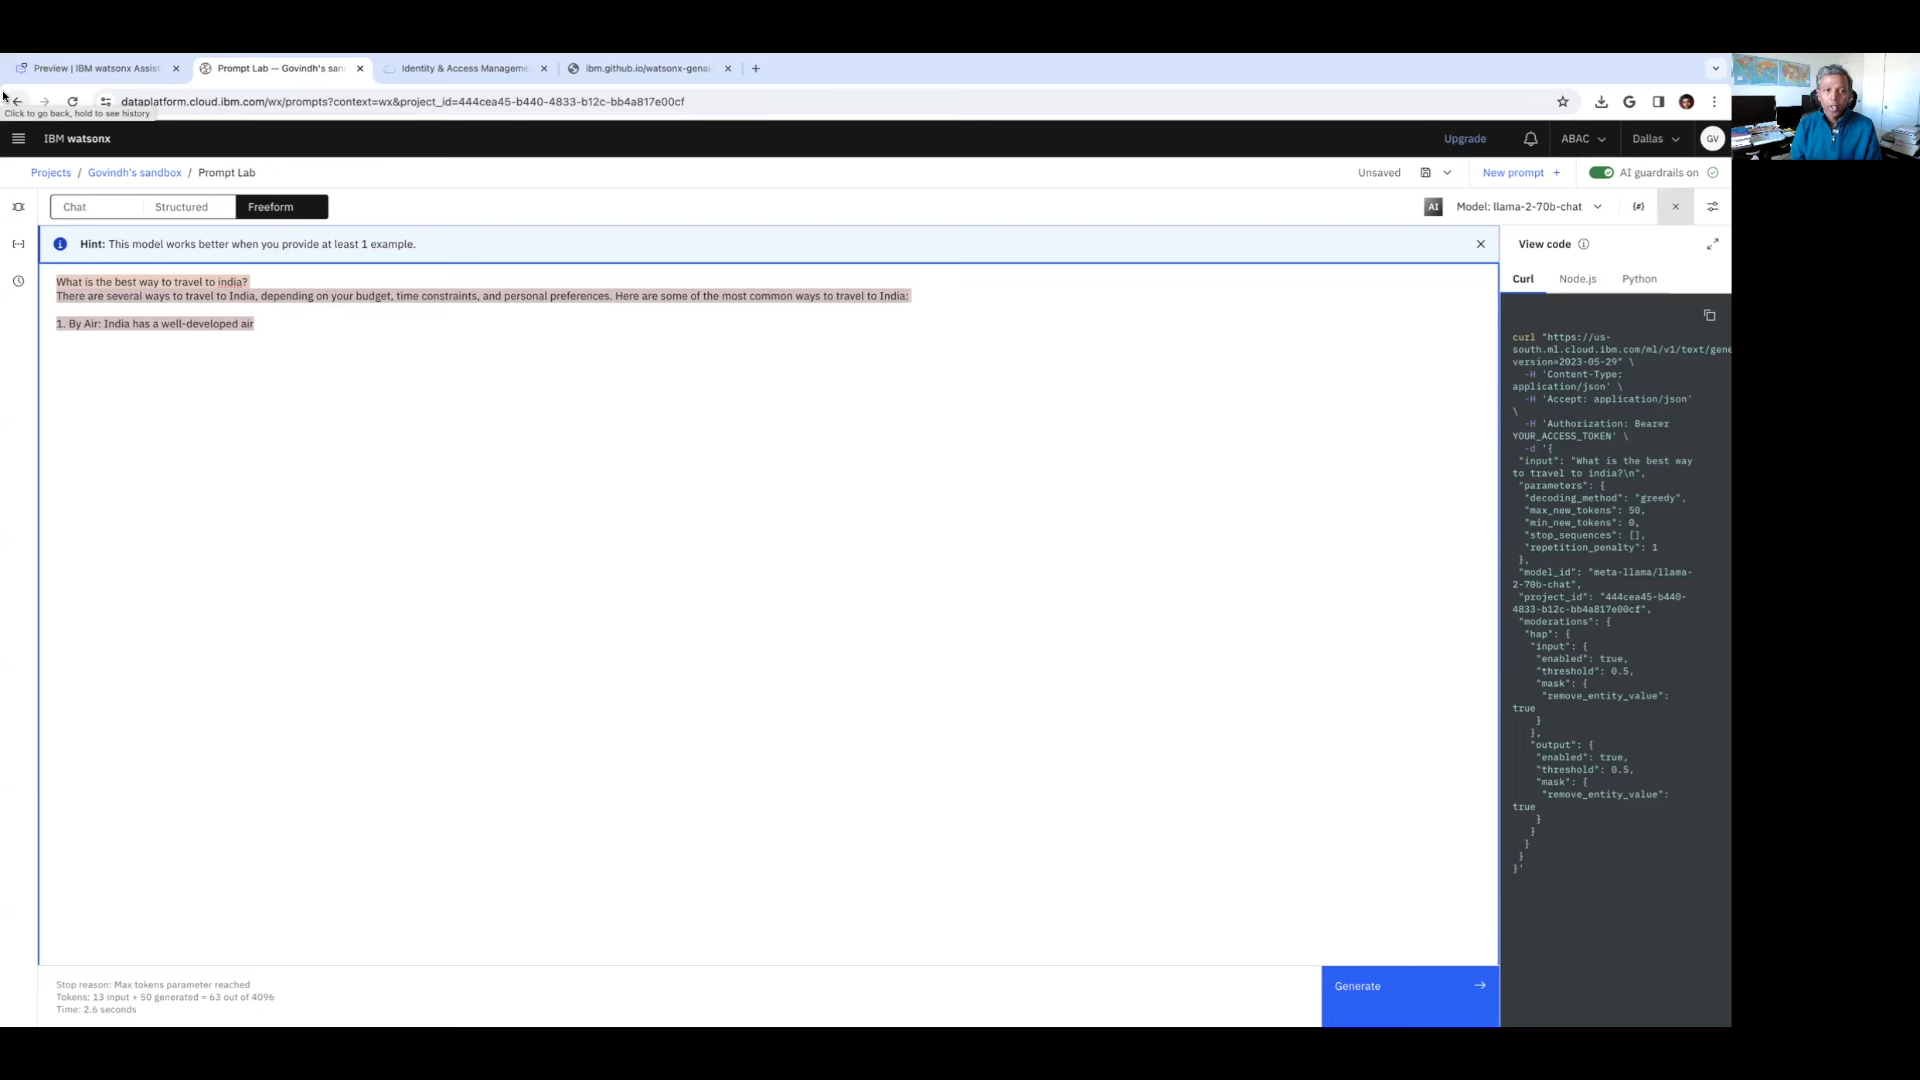 Preview | IBM watsonx Assist
Prompt Lab — Govindh's san
Identity & Access Manageme
ibm.github.io/watsonx-genai
dataplatform.cloud.ibm.com/wx/prompts?context=wx&project_id=444cea45-b440-4833-b12c-bb4a817e00cf
Click to go back, hold to see history
IBM watsonx
Upgrade
ABAC
Dallas
GV
Projects / Govindh's sandbox / Prompt Lab
Unsaved
New prompt +
AI guardrails on
Chat
Structured
Freeform
AI
Model: llama-2-70b-chat
Hint: This model works better when you provide at least 1 example.
What is the best way to travel to india?
There are several ways to travel to India, depending on your budget, time constraints, and personal preferences. Here are some of the most common ways to travel to India:
1. By Air: India has a well-developed air
View code
Curl
Node.js
Python
curl "https://us-
south.ml.cloud.ibm.com/ml/v1/text/gene
version=2023-05-29" \
-H 'Content-Type:
application/json' \
-H 'Accept: application/json'
\
-H 'Authorization: Bearer
YOUR_ACCESS_TOKEN' \
-d '{
"input": "What is the best way
to travel to india?\n",
"parameters": {
"decoding_method": "greedy",
"max_new_tokens": 50,
"min_new_tokens": 0,
"stop_sequences": [],
"repetition_penalty": 1
},
"model_id": "meta-llama/llama-
2-70b-chat",
"project_id": "444cea45-b440-
4833-b12c-bb4a817e00cf",
"moderations": {
"hap": {
"input": {
"enabled": true,
"threshold": 0.5,
"mask": {
"remove_entity_value":
true
}
},
"output": {
"enabled": true,
"threshold": 0.5,
"mask": {
"remove_entity_value":
true
}
}
}
}
}'
Stop reason: Max tokens parameter reached
Tokens: 13 input + 50 generated = 63 out of 4096
Time: 2.6 seconds
Generate